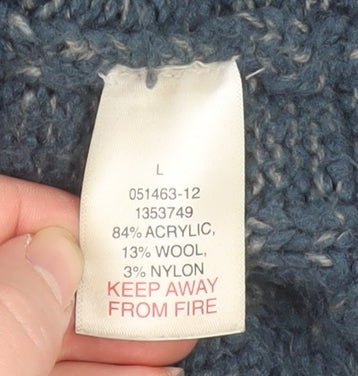 L
051463-12
1353749
84% ACRYLIC,
13% WOOL,
3% NYLON
KEEP AWAY
FROM FIRE